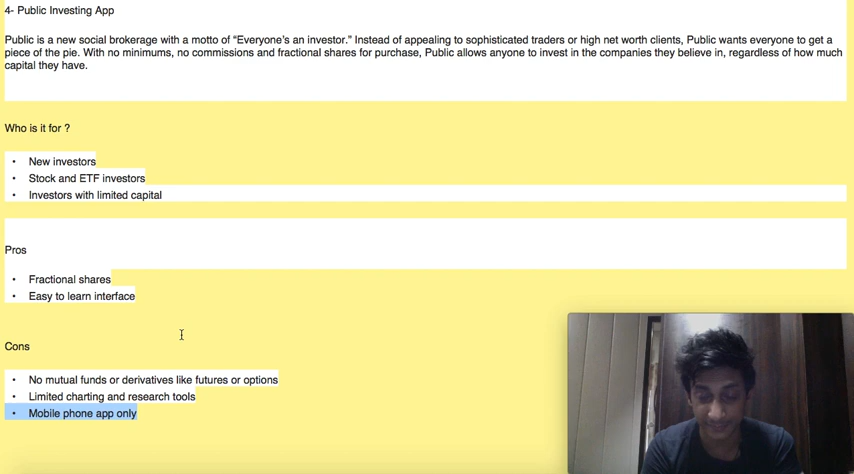 4- Public Investing App
Public is a new social brokerage with a motto of “Everyone’s an investor.” Instead of appealing to sophisticated traders or high net worth clients, Public wants everyone to get a
piece of the pie. With no minimums, no commissions and fractional shares for purchase, Public allows anyone to invest in the companies they believe in, regardless of how much
capital they have.
Who is it for ?
• New investors
• Stock and ETF investors
• Investors with limited capital
Pros
• Fractional shares
• Easy to learn interface
Cons
• No mutual funds or derivatives like futures or options
• Limited charting and research tools
• Mobile phone app only